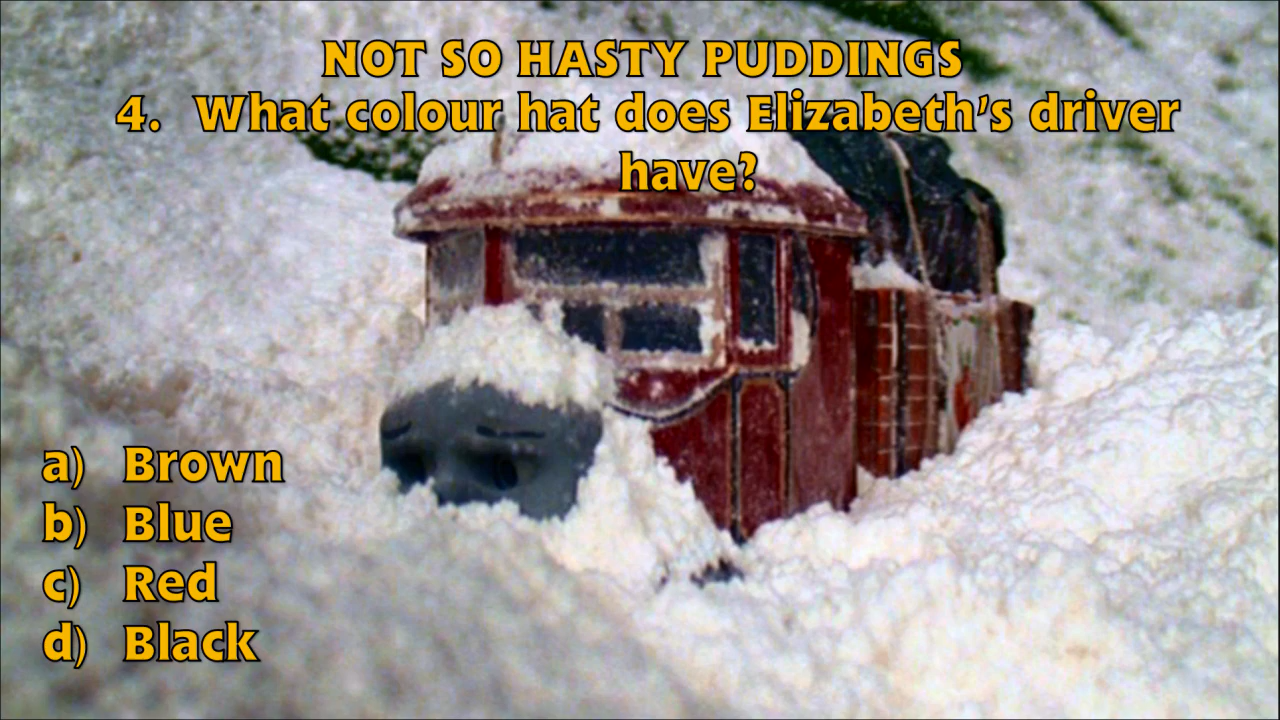 NOT SO HASTY PUDDINGS
4. What colour hat does Elizabeth's driver
have?
a) Brown
b) Blue
c) Red
d) Black